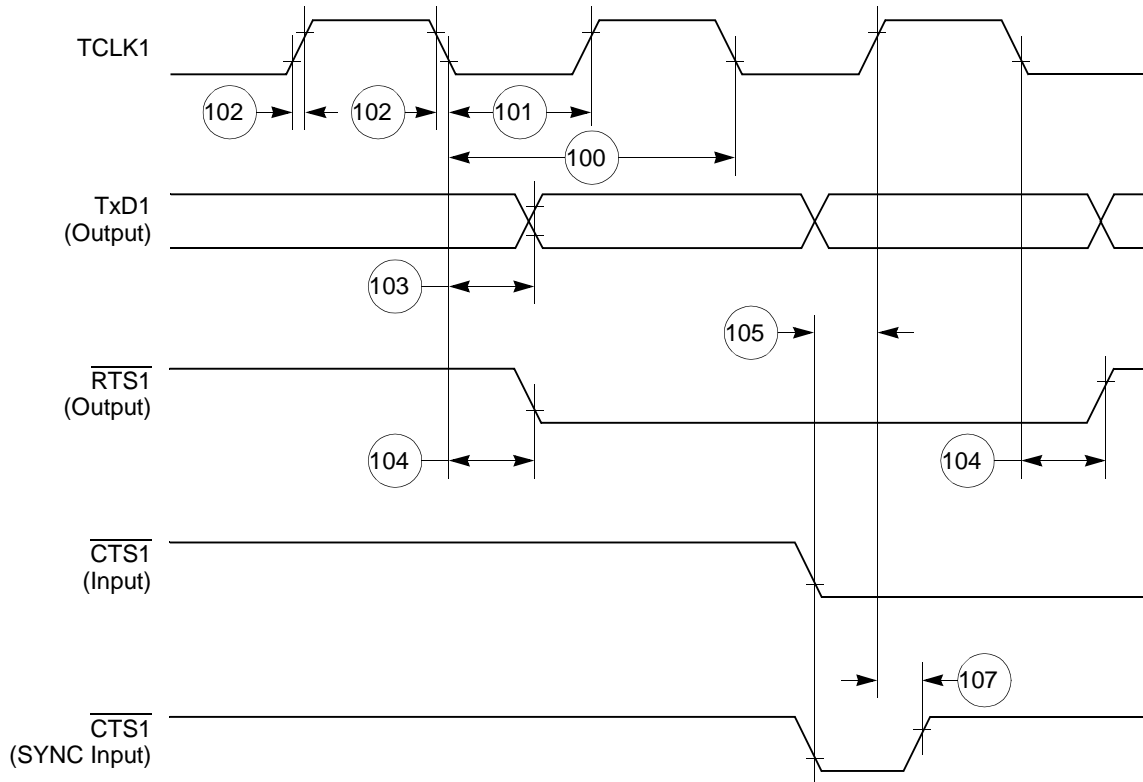 TCLK1
102
102
101
100
TxD1
(Output)
103
105
RTS1
(Output)
104
104
CTS1
(Input)
107
CTS1
(SYNC Input)